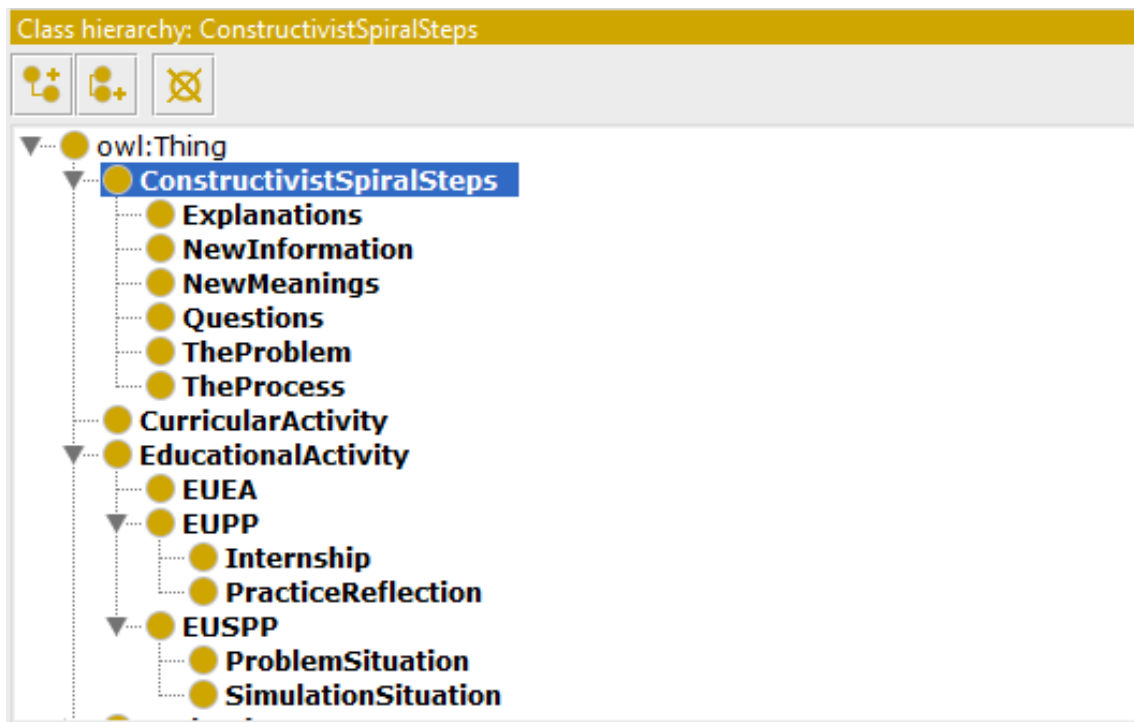 Class hierarchy: ConstructivistSpiralSteps
owl:Thing
ConstructivistSpiralSteps
Explanations
NewInformation
NewMeanings
Questions
TheProblem
TheProcess
CurricularActivity
EducationalActivity
EUEA
EUPP
Internship
PracticeReflection
EUSPP
ProblemSituation
SimulationSituation